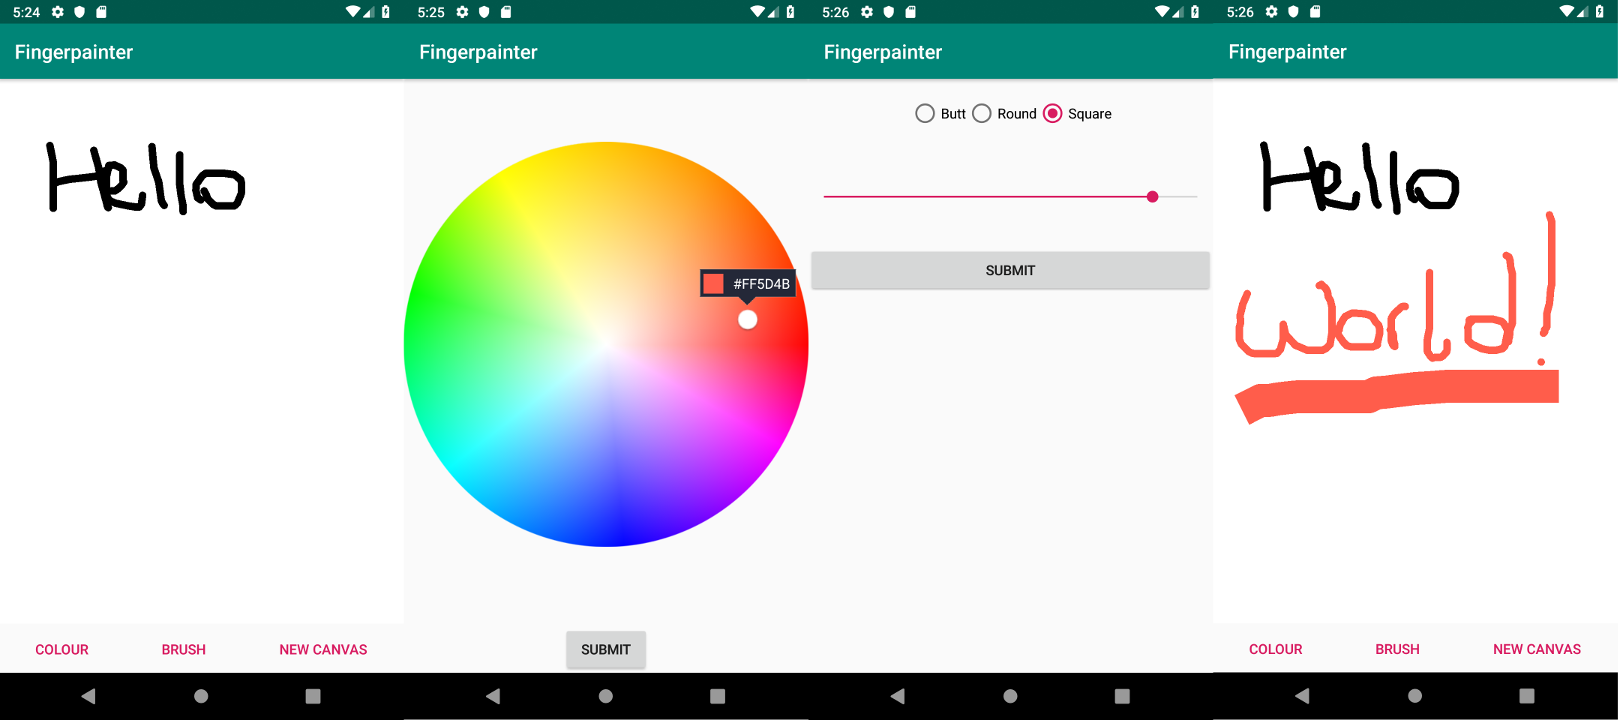 5:24
Fingerpainter
Hello
COLOUR BRUSH NEW CANVAS
5:25
Fingerpainter
#FF5D4B
SUBMIT
5:26
Fingerpainter
Butt Round Square
SUBMIT
5:26
Fingerpainter
Hello
World!
COLOUR BRUSH NEW CANVAS